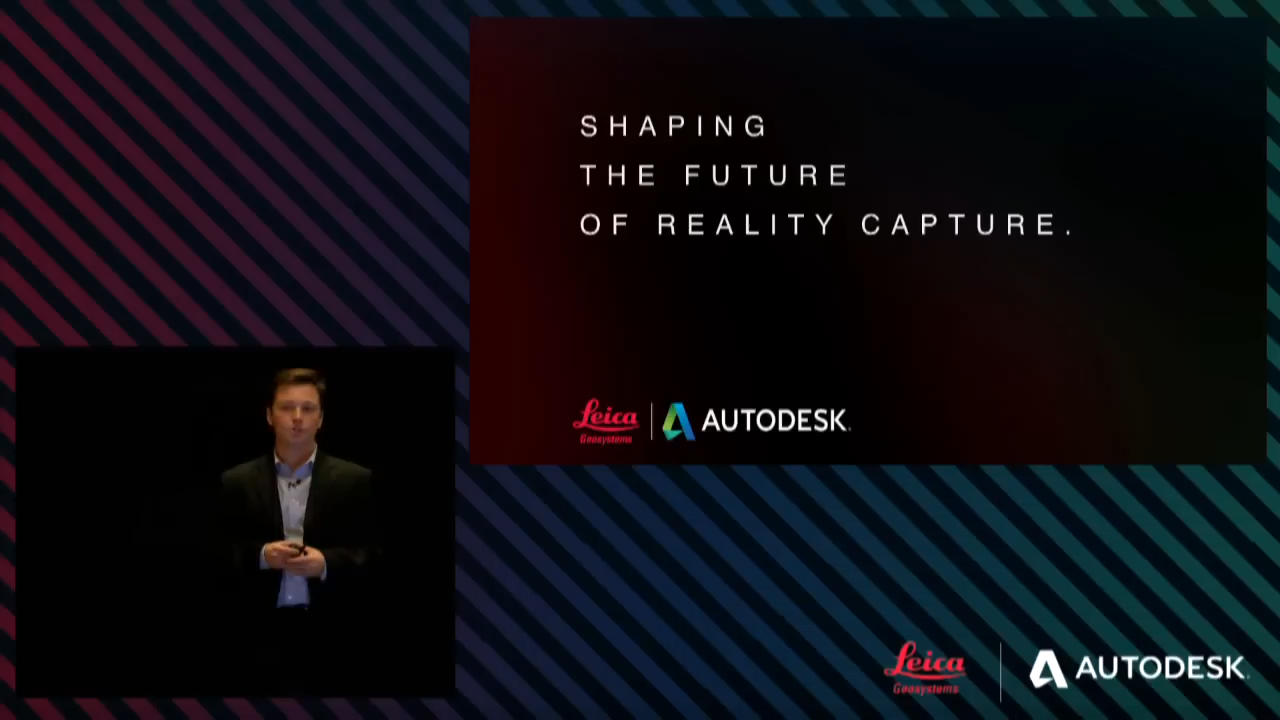 SHAPING
THE FUTURE
OF REALITY CAPTURE.
Leica
Geosystems
AUTODESK.
Leica
Geosystems
AUTODESK.